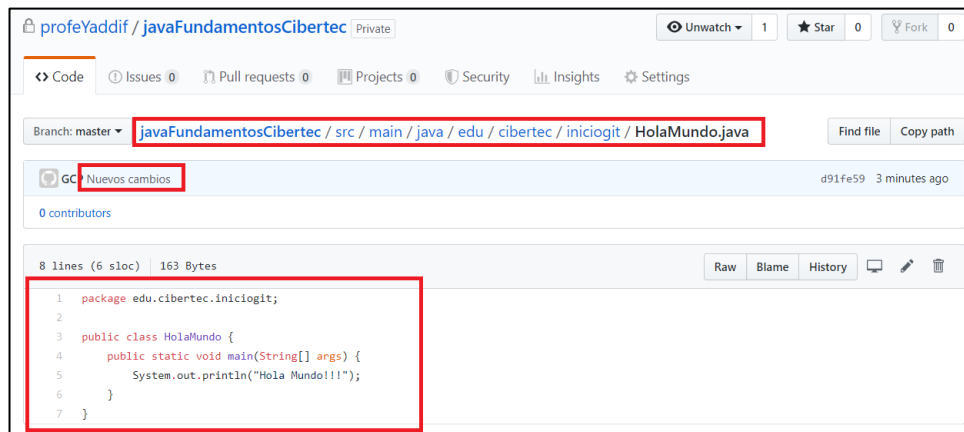 profeYaddif / javaFundamentosCibertec Private
Unwatch 1 Star 0 Fork 0
Code Issues 0 Pull requests 0 Projects 0 Security Insights Settings
Branch: master javaFundamentosCibertec / src / main / java / edu / cibertec / iniciogit / HolaMundo.java Find file Copy path
Nuevos cambios d91fe59 3 minutes ago
0 contributors
8 lines (6 sloc) 163 Bytes Raw Blame History
1 package edu.cibertec.iniciogit;
2
3 public class HolaMundo {
4 public static void main(String[] args) {
5 System.out.println("Hola Mundo!!!");
6 }
7 }